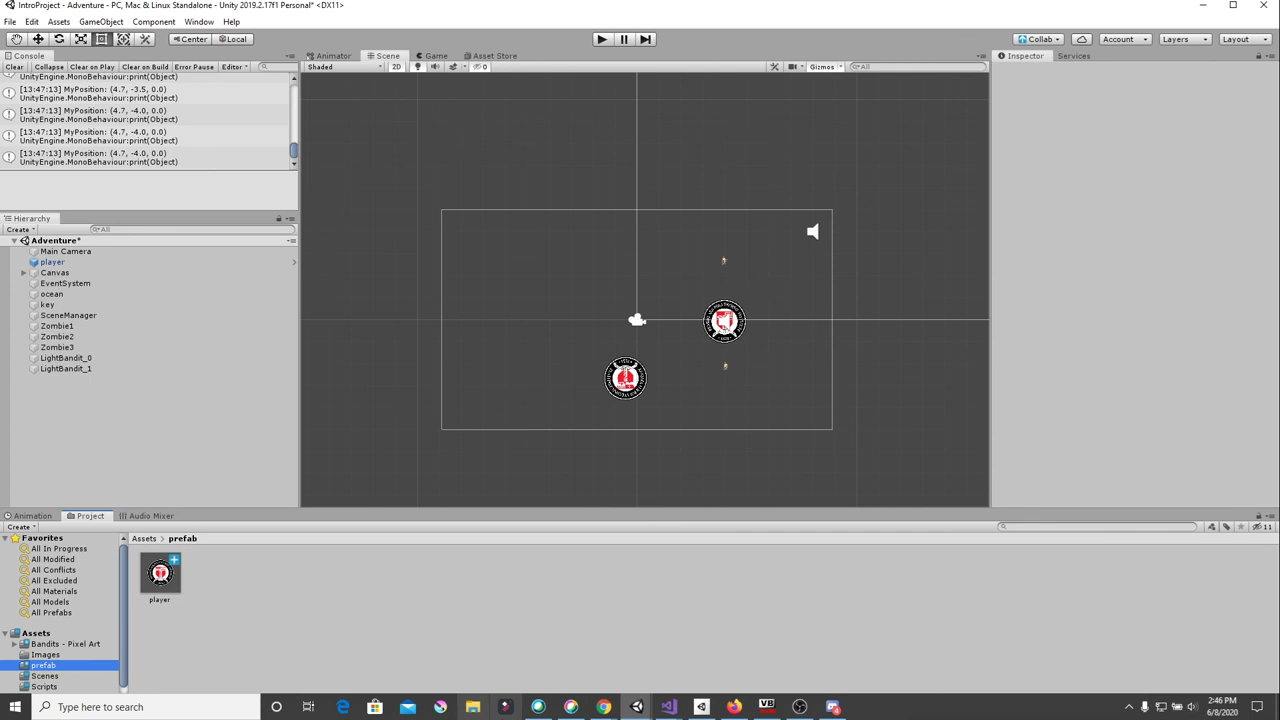 IntroProject - Adventure - PC, Mac & Linux Standalone - Unity 2019.2.17f1 Personal* <DX11>
File Edit Assets GameObject Component Window Help
Center Local Collab Account Layers Layout
Console Animator Scene Game Asset Store Inspector Services
Clear Collapse Clear on Play Clear on Build Error Pause Editor Shaded 2D 0 Gizmos All
UnityEngine.MonoBehaviour:print(Object)
[13:47:13] MyPosition: (4.7, -3.5, 0.0)
UnityEngine.MonoBehaviour:print(Object)
[13:47:13] MyPosition: (4.7, -4.0, 0.0)
UnityEngine.MonoBehaviour:print(Object)
[13:47:13] MyPosition: (4.7, -4.0, 0.0)
UnityEngine.MonoBehaviour:print(Object)
[13:47:13] MyPosition: (4.7, -4.0, 0.0)
UnityEngine.MonoBehaviour:print(Object)
Hierarchy
Create All
Adventure*
Main Camera
player
Canvas
EventSystem
ocean
key
SceneManager
Zombie1
Zombie2
Zombie3
LightBandit_0
LightBandit_1
Animation Project Audio Mixer
Create 11
Favorites
All In Progress
All Modified
All Conflicts
All Excluded
All Materials
All Models
All Prefabs
Assets
Bandits - Pixel Art
Images
prefab
Scenes
Scripts
Assets > prefab
player
Type here to search
VB
4
2:46 PM
6/8/2020